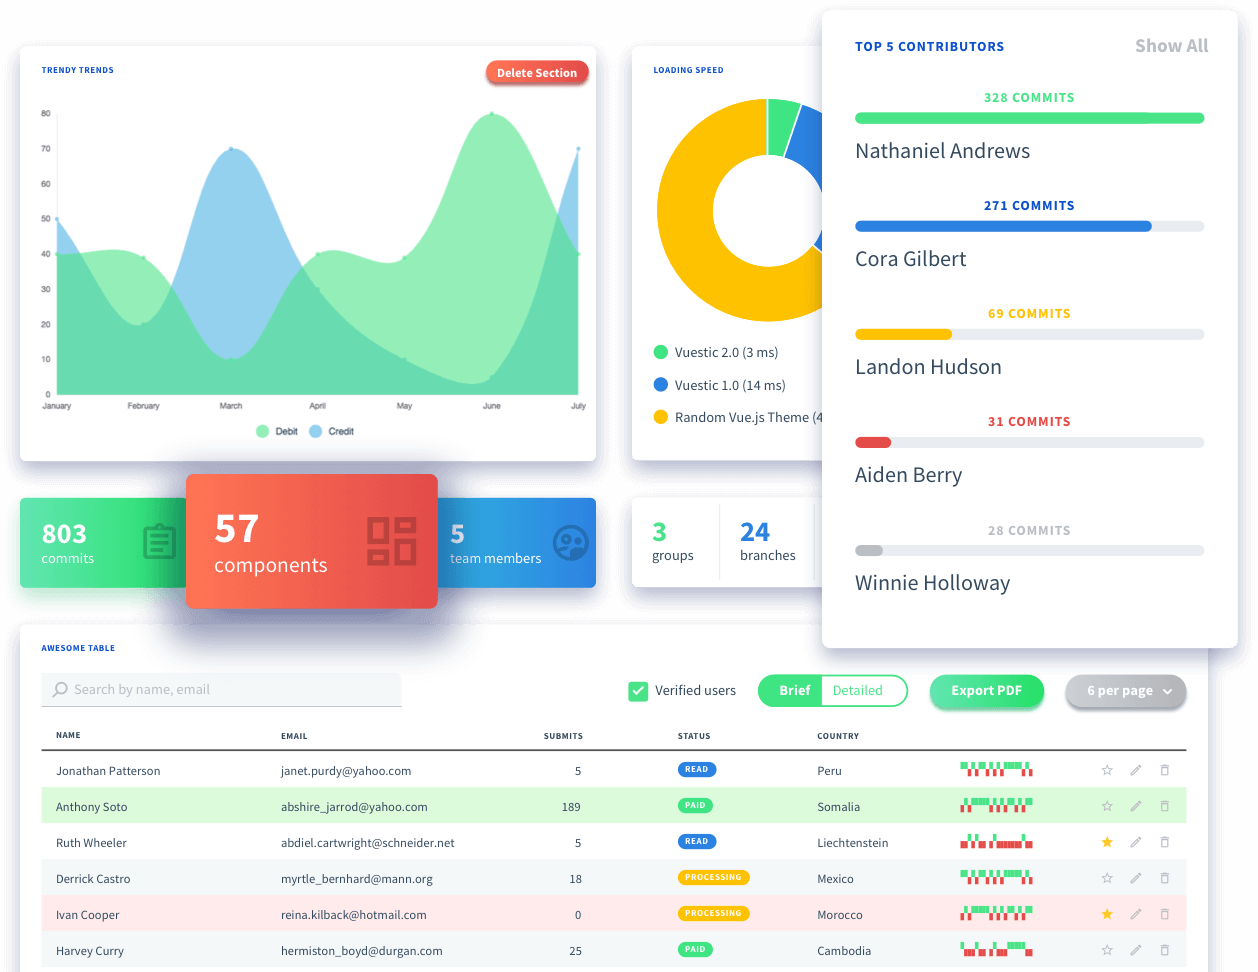 TRENDY TRENDS
Delete Section
80
70
60
50
40
30
20
10
0
January February March April May June July
Debit Credit
LOADING SPEED
Vuestic 2.0 (3 ms)
Vuestic 1.0 (14 ms)
Random Vue.js Theme (4
TOP 5 CONTRIBUTORS Show All
328 COMMITS
Nathaniel Andrews
271 COMMITS
Cora Gilbert
69 COMMITS
Landon Hudson
31 COMMITS
Aiden Berry
28 COMMITS
Winnie Holloway
803
commits
57
components
5
team members
3
groups
24
branches
AWESOME TABLE
Search by name, email
Verified users
Brief Detailed
Export PDF
6 per page
NAME EMAIL SUBMITS STATUS COUNTRY
Jonathan Patterson janet.purdy@yahoo.com 5 READ Peru
Anthony Soto abshire_jarrod@yahoo.com 189 PAID Somalia
Ruth Wheeler abdiel.cartwright@schneider.net 5 READ Liechtenstein
Derrick Castro myrtle_bernhard@mann.org 18 PROCESSING Mexico
Ivan Cooper reina.kilback@hotmail.com 0 PROCESSING Morocco
Harvey Curry hermiston_boyd@durgan.com 25 PAID Cambodia